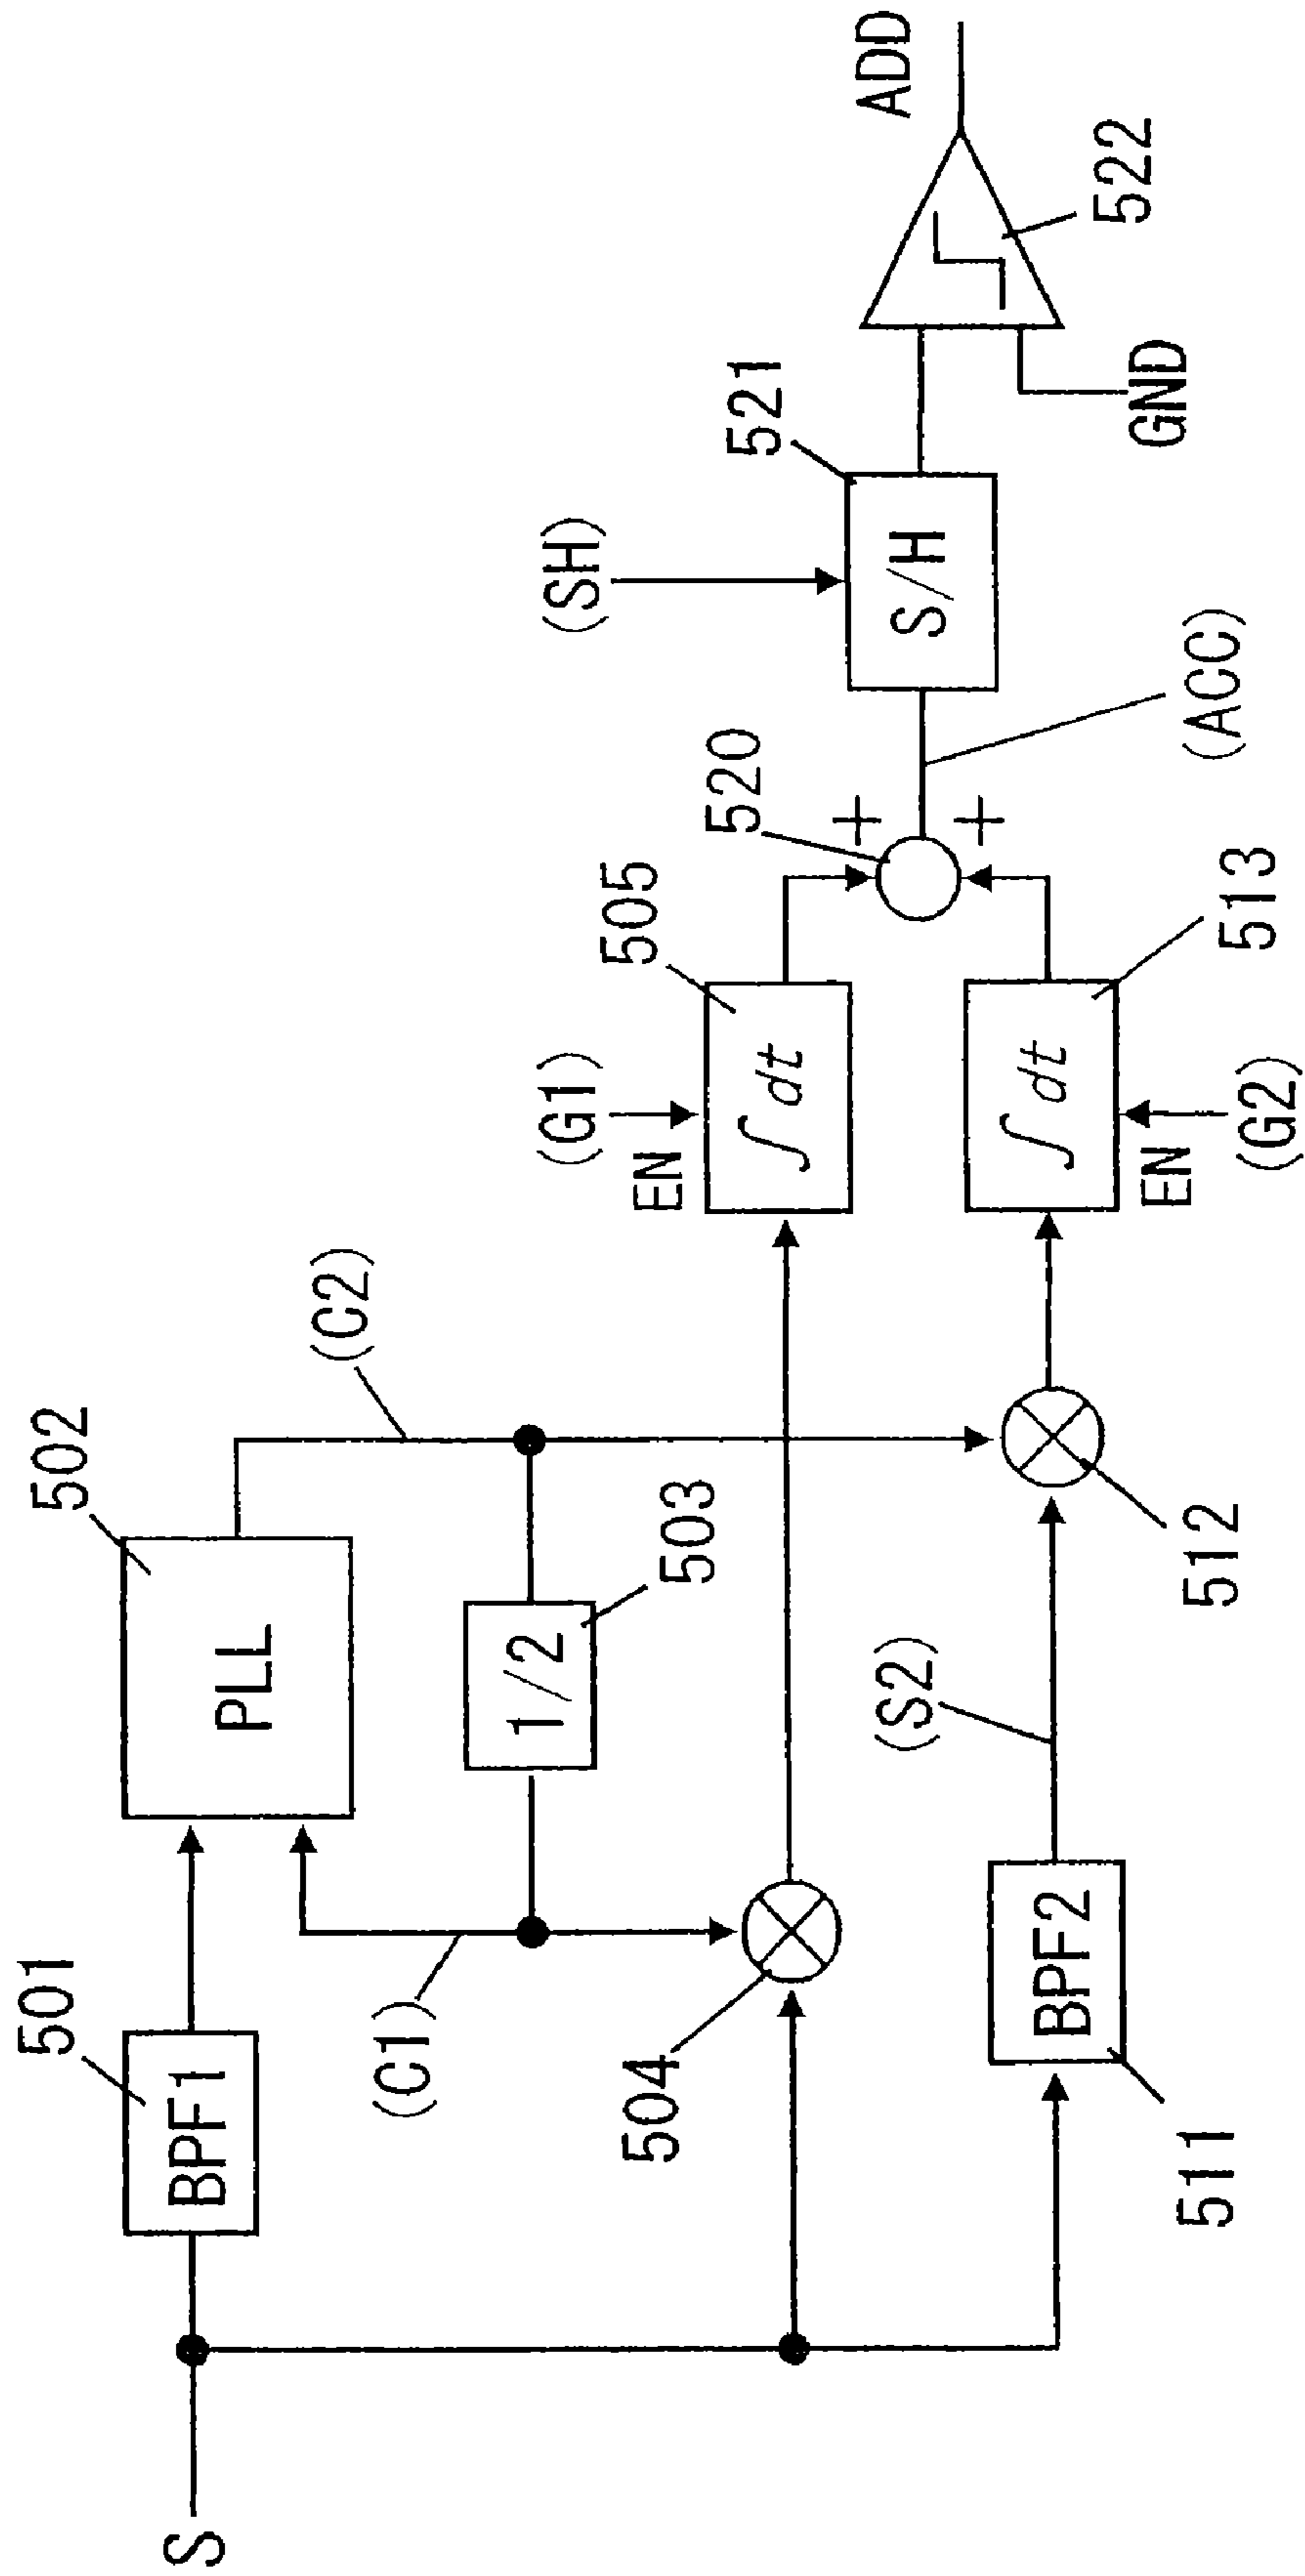 S
501
BPF1
502
PLL
(C2)
(C1)
1/2
503
504
(G1)
EN
505
∫ dt
520
(SH)
521
S/H
ADD
522
GND
(ACC)
+
+
511
BPF2
(S2)
512
∫ dt
513
EN
(G2)